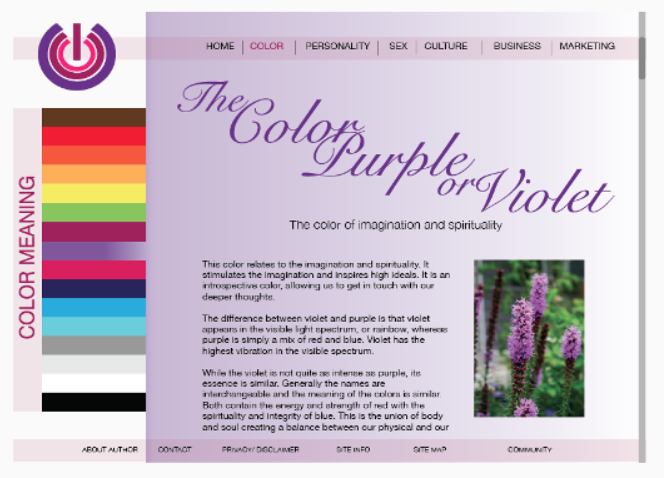 HOME | COLOR | PERSONALITY | SEX | CULTURE | BUSINESS | MARKETING
The
Color
Purple
or Violet
The color of imagination and spirituality
COLOR MEANING
This color relates to the imagination and spirituality. It
stimulates the imagination and inspires high ideals. It is an
introspective color, allowing us to get in touch with our
deeper thoughts.
The difference between violet and purple is that violet
appears in the visible light spectrum, or rainbow, whereas
purple is simply a mix of red and blue. Violet has the
highest vibration in the visible spectrum.
While the violet is not quite as intense as purple, its
essence is similar. Generally the names are
interchangeable and the meaning of the colors is similar.
Both contain the energy and strength of red with the
spirituality and integrity of blue. This is the union of body
and soul creating a balance between our physical and our
ABOUT AUTHOR CONTACT PRIVACY/ DISCLAIMER SITE INFO SITE MAP COMMUNITY